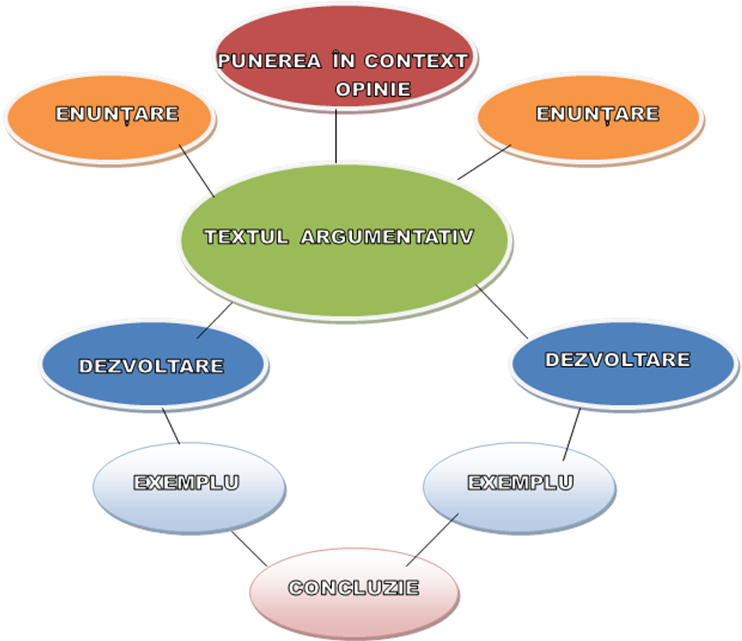 PUNEREA ÎN CONTEXT
OPINIE
ENUNȚARE
ENUNȚARE
TEXTUL ARGUMENTATIV
DEZVOLTARE
DEZVOLTARE
EXEMPLU
EXEMPLU
CONCLUZIE